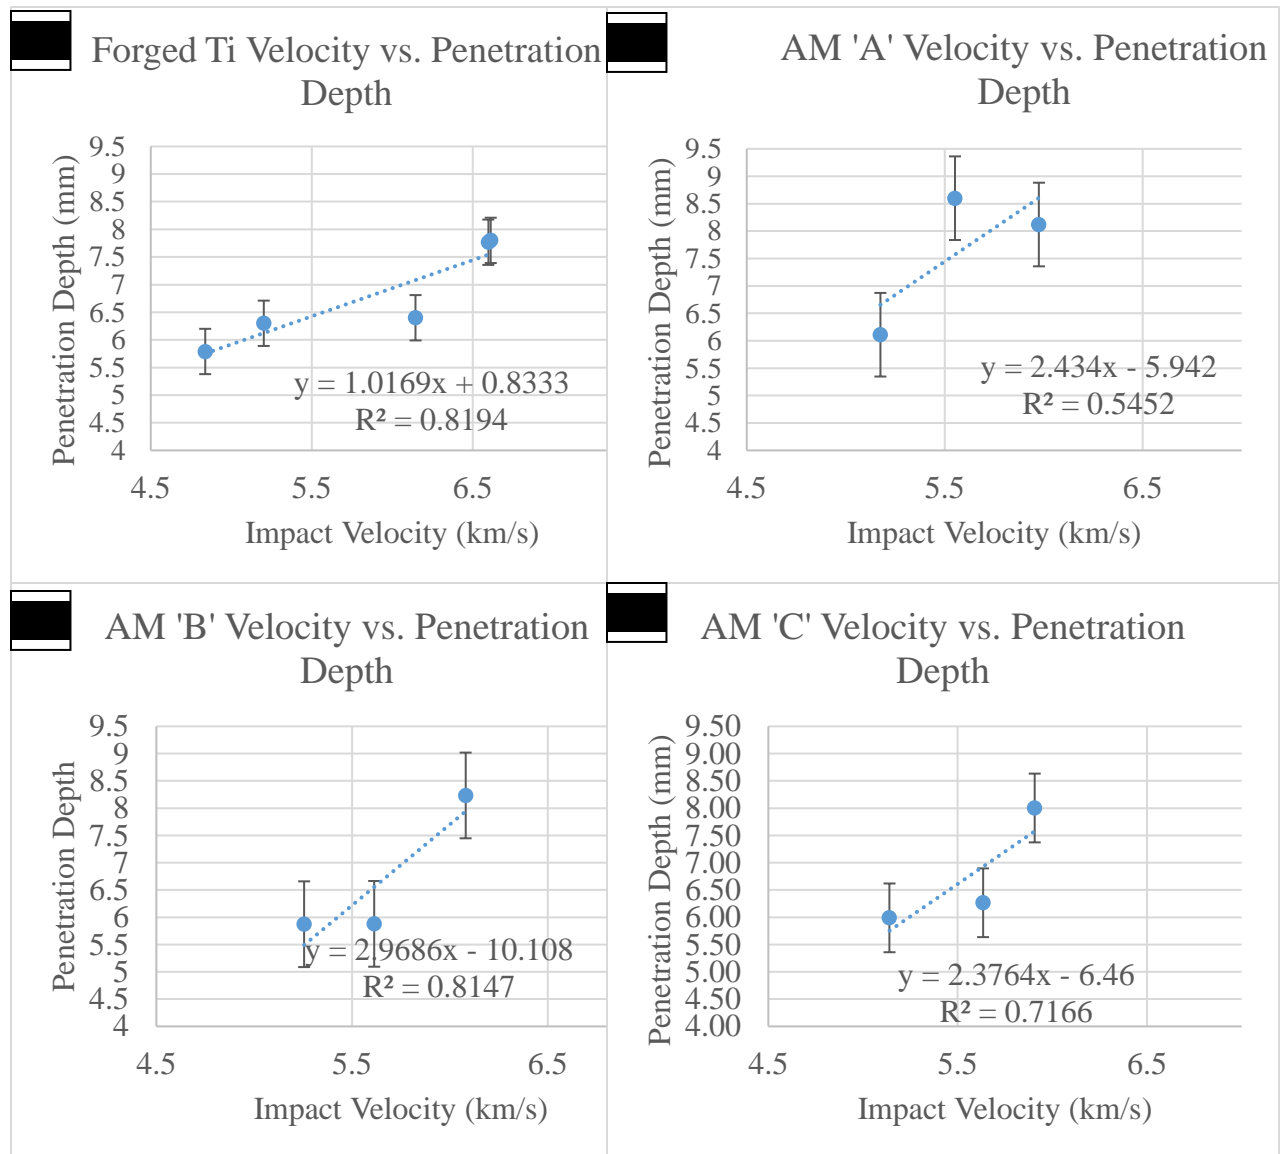 Forged Ti Velocity vs. Penetration
Depth
9.5
9
8.5
8
7.5
7
6.5
6
5.5
5
4.5
4
Penetration Depth (mm)
y = 1.0169x + 0.8333
R² = 0.8194
4.5 5.5 6.5
Impact Velocity (km/s)
AM 'A' Velocity vs. Penetration
Depth
9.5
9
8.5
8
7.5
7
6.5
6
5.5
5
4.5
4
Penetration Depth (mm)
y = 2.434x - 5.942
R² = 0.5452
4.5 5.5 6.5
Impact Velocity (km/s)
AM 'B' Velocity vs. Penetration
Depth
9.5
9
8.5
8
7.5
7
6.5
6
5.5
5
4.5
4
Penetration Depth
y = 2.9686x - 10.108
R² = 0.8147
4.5 5.5 6.5
Impact Velocity (km/s)
AM 'C' Velocity vs. Penetration
Depth
9.50
9.00
8.50
8.00
7.50
7.00
6.50
6.00
5.50
5.00
4.50
4.00
Penetration Depth (mm)
y = 2.3764x - 6.46
R² = 0.7166
4.5 5.5 6.5
Impact Velocity (km/s)